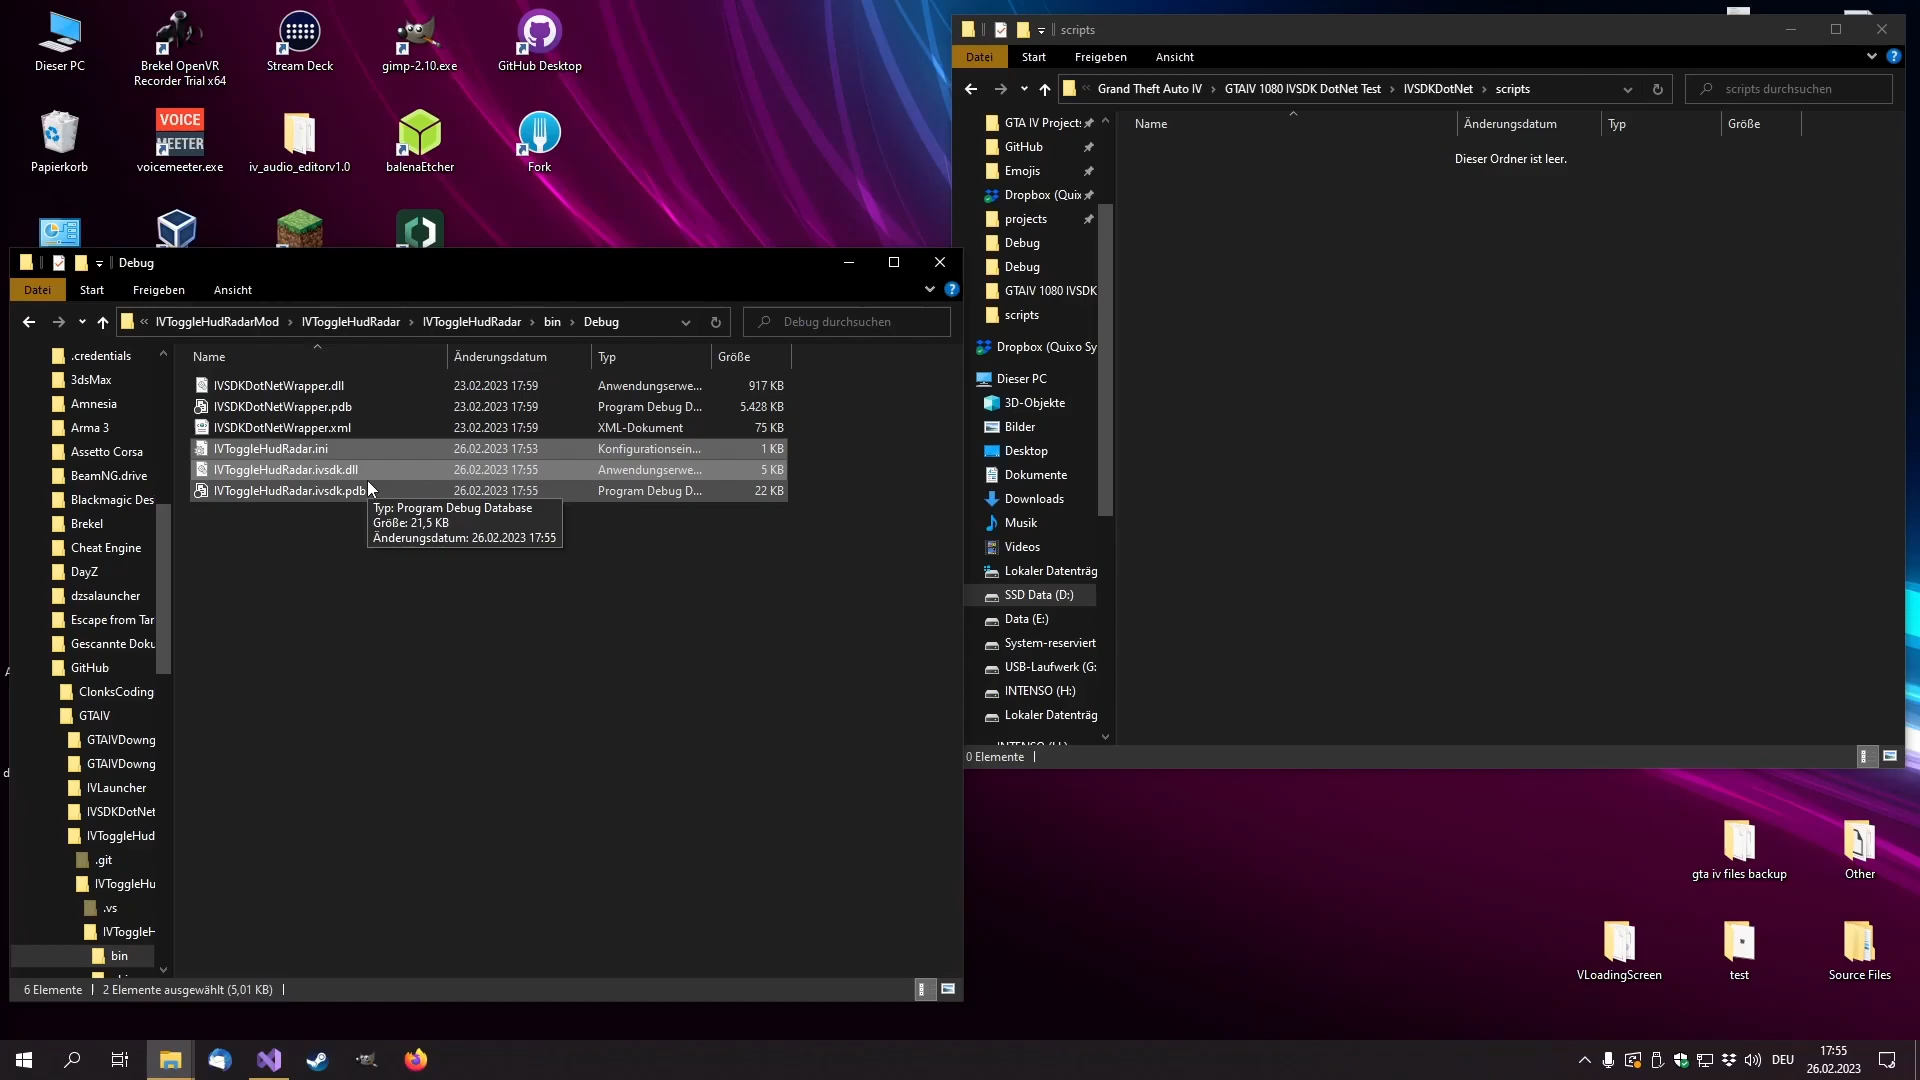 Dieser PC
Brekel OpenVR
Recorder Trial x64
Stream Deck
gimp-2.10.exe
GitHub Desktop
Papierkorb
VOICE
MEETER
voicemeeter.exe
iv_audio_editorv1.0
balenaEtcher
Fork
scripts
Datei
Start
Freigeben
Ansicht
« Grand Theft Auto IV › GTAIV 1080 IVSDK DotNet Test › IVSDKDotNet › scripts
scripts durchsuchen
Name
Änderungsdatum
Typ
Größe
Dieser Ordner ist leer.
GTA IV Project
GitHub
Emojis
Dropbox (Quix
projects
Debug
Debug
GTAIV 1080 IVSDK
scripts
Dropbox (Quixo Sy
Dieser PC
3D-Objekte
Bilder
Desktop
Dokumente
Downloads
Musik
Videos
Lokaler Datenträg
SSD Data (D:)
Data (E:)
System-reserviert
USB-Laufwerk (G:
INTENSO (H:)
Lokaler Datenträg
0 Elemente
Debug
Datei
Start
Freigeben
Ansicht
« IVToggleHudRadarMod › IVToggleHudRadar › IVToggleHudRadar › bin › Debug
Debug durchsuchen
Name
Änderungsdatum
Typ
Größe
IVSDKDotNetWrapper.dll 23.02.2023 17:59 Anwendungserwe... 917 KB
IVSDKDotNetWrapper.pdb 23.02.2023 17:59 Program Debug D... 5.428 KB
IVSDKDotNetWrapper.xml 23.02.2023 17:59 XML-Dokument 75 KB
IVToggleHudRadar.ini 26.02.2023 17:53 Konfigurationsein... 1 KB
IVToggleHudRadar.ivsdk.dll 26.02.2023 17:55 Anwendungserwe... 5 KB
IVToggleHudRadar.ivsdk.pdb 26.02.2023 17:55 Program Debug D... 22 KB
Typ: Program Debug Database
Größe: 21,5 KB
Änderungsdatum: 26.02.2023 17:55
.credentials
3dsMax
Amnesia
Arma 3
Assetto Corsa
BeamNG.drive
Blackmagic Des
Brekel
Cheat Engine
DayZ
dzsalauncher
Escape from Tar
Gescannte Doku
GitHub
ClonksCoding
GTAIV
GTAIVDowng
GTAIVDowng
IVLauncher
IVSDKDotNet
IVToggleHud
.git
IVToggleHu
.vs
IVToggleH
bin
6 Elemente
2 Elemente ausgewählt (5,01 KB)
gta iv files backup
Other
VLoadingScreen
test
Source Files
DEU
17:55
26.02.2023